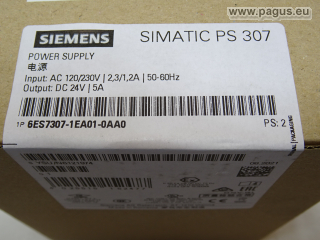 www.pagus.eu
SIEMENS
SIMATIC PS 307
POWER SUPPLY
电源
Input: AC 120/230V | 2,3/1,2A | 50-60Hz
Output: DC 24V | 5A
1P 6ES7307-1EA01-0AA0
PS: 2